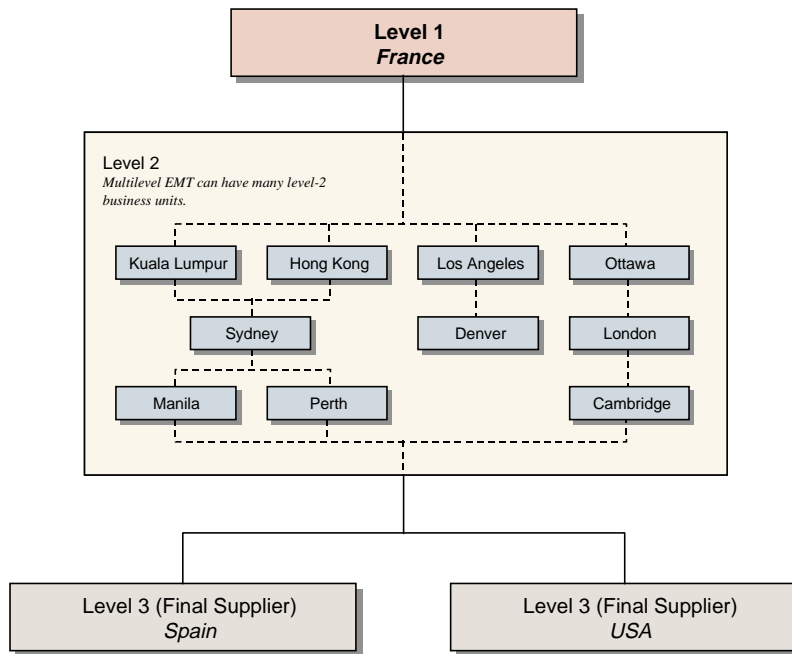 Level 1
France
Level 2
Multilevel EMT can have many level-2
business units.
Kuala Lumpur
Hong Kong
Los Angeles
Ottawa
Sydney
Denver
London
Manila
Perth
Cambridge
Level 3 (Final Supplier)
Spain
Level 3 (Final Supplier)
USA